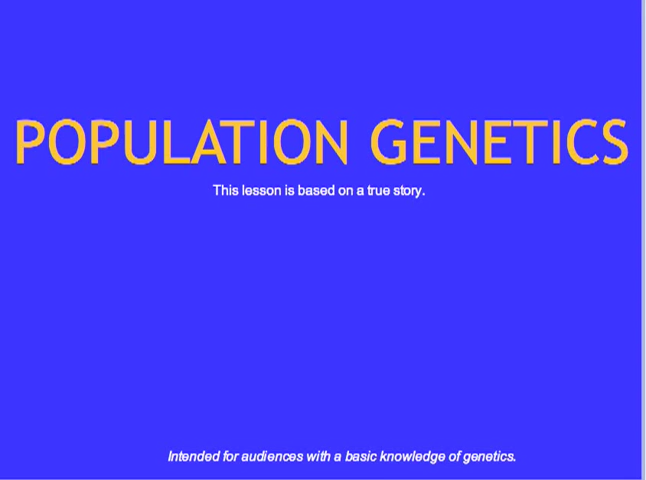 POPULATION GENETICS
This lesson is based on a true story.
Intended for audiences with a basic knowledge of genetics.